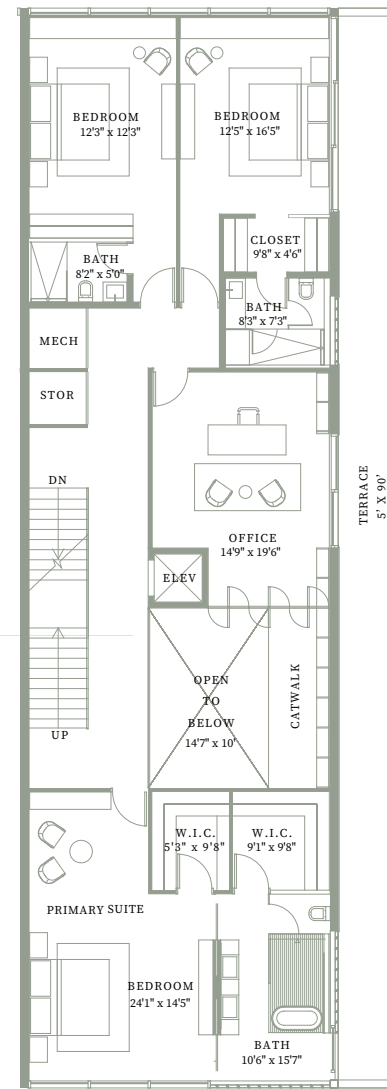 BEDROOM
12'3" x 12'3"
BEDROOM
12'5" x 16'5"
CLOSET
9'8" x 4'6"
BATH
8'2" x 5'0"
BATH
8'3" x 7'3"
MECH
STOR
TERRACE
5' X 90'
DN
OFFICE
14'9" x 19'6"
ELEV
OPEN
TO
BELOW
14'7" x 10'
CATWALK
UP
W.I.C.
5'3" x 9'8"
W.I.C.
9'1" x 9'8"
PRIMARY SUITE
BEDROOM
24'1" x 14'5"
BATH
10'6" x 15'7"